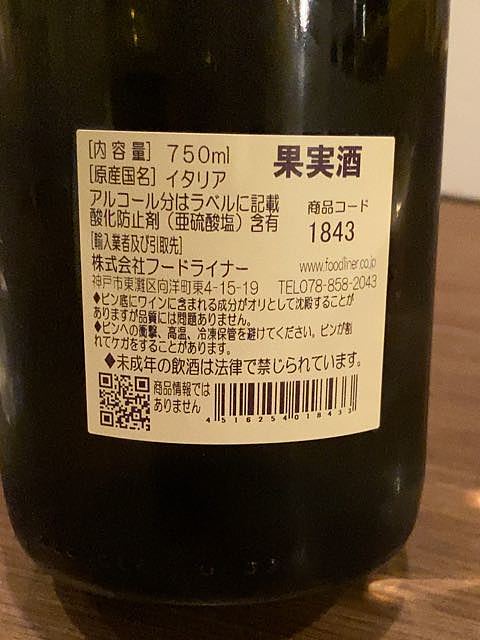 [内容量] 750ml 果実酒
[原産国名] イタリア
アルコール分はラベルに記載 商品コード
酸化防止剤（亜硫酸塩）含有 1843
[輸入業者及び引取先]
株式会社フードライナー www.foodliner.co.jp
神戸市東灘区向洋町東4-15-19 TEL078-858-2043
◆ビン底にワインに含まれる成分がオリとして沈殿することが
ありますが品質には問題ありません。
◆ビンへの衝撃、高温、冷凍保管を避けてください。ビンが割
れてケガをすることがあります。
◆未成年の飲酒は法律で禁じられています。
商品情報では
ありません
4516254018433